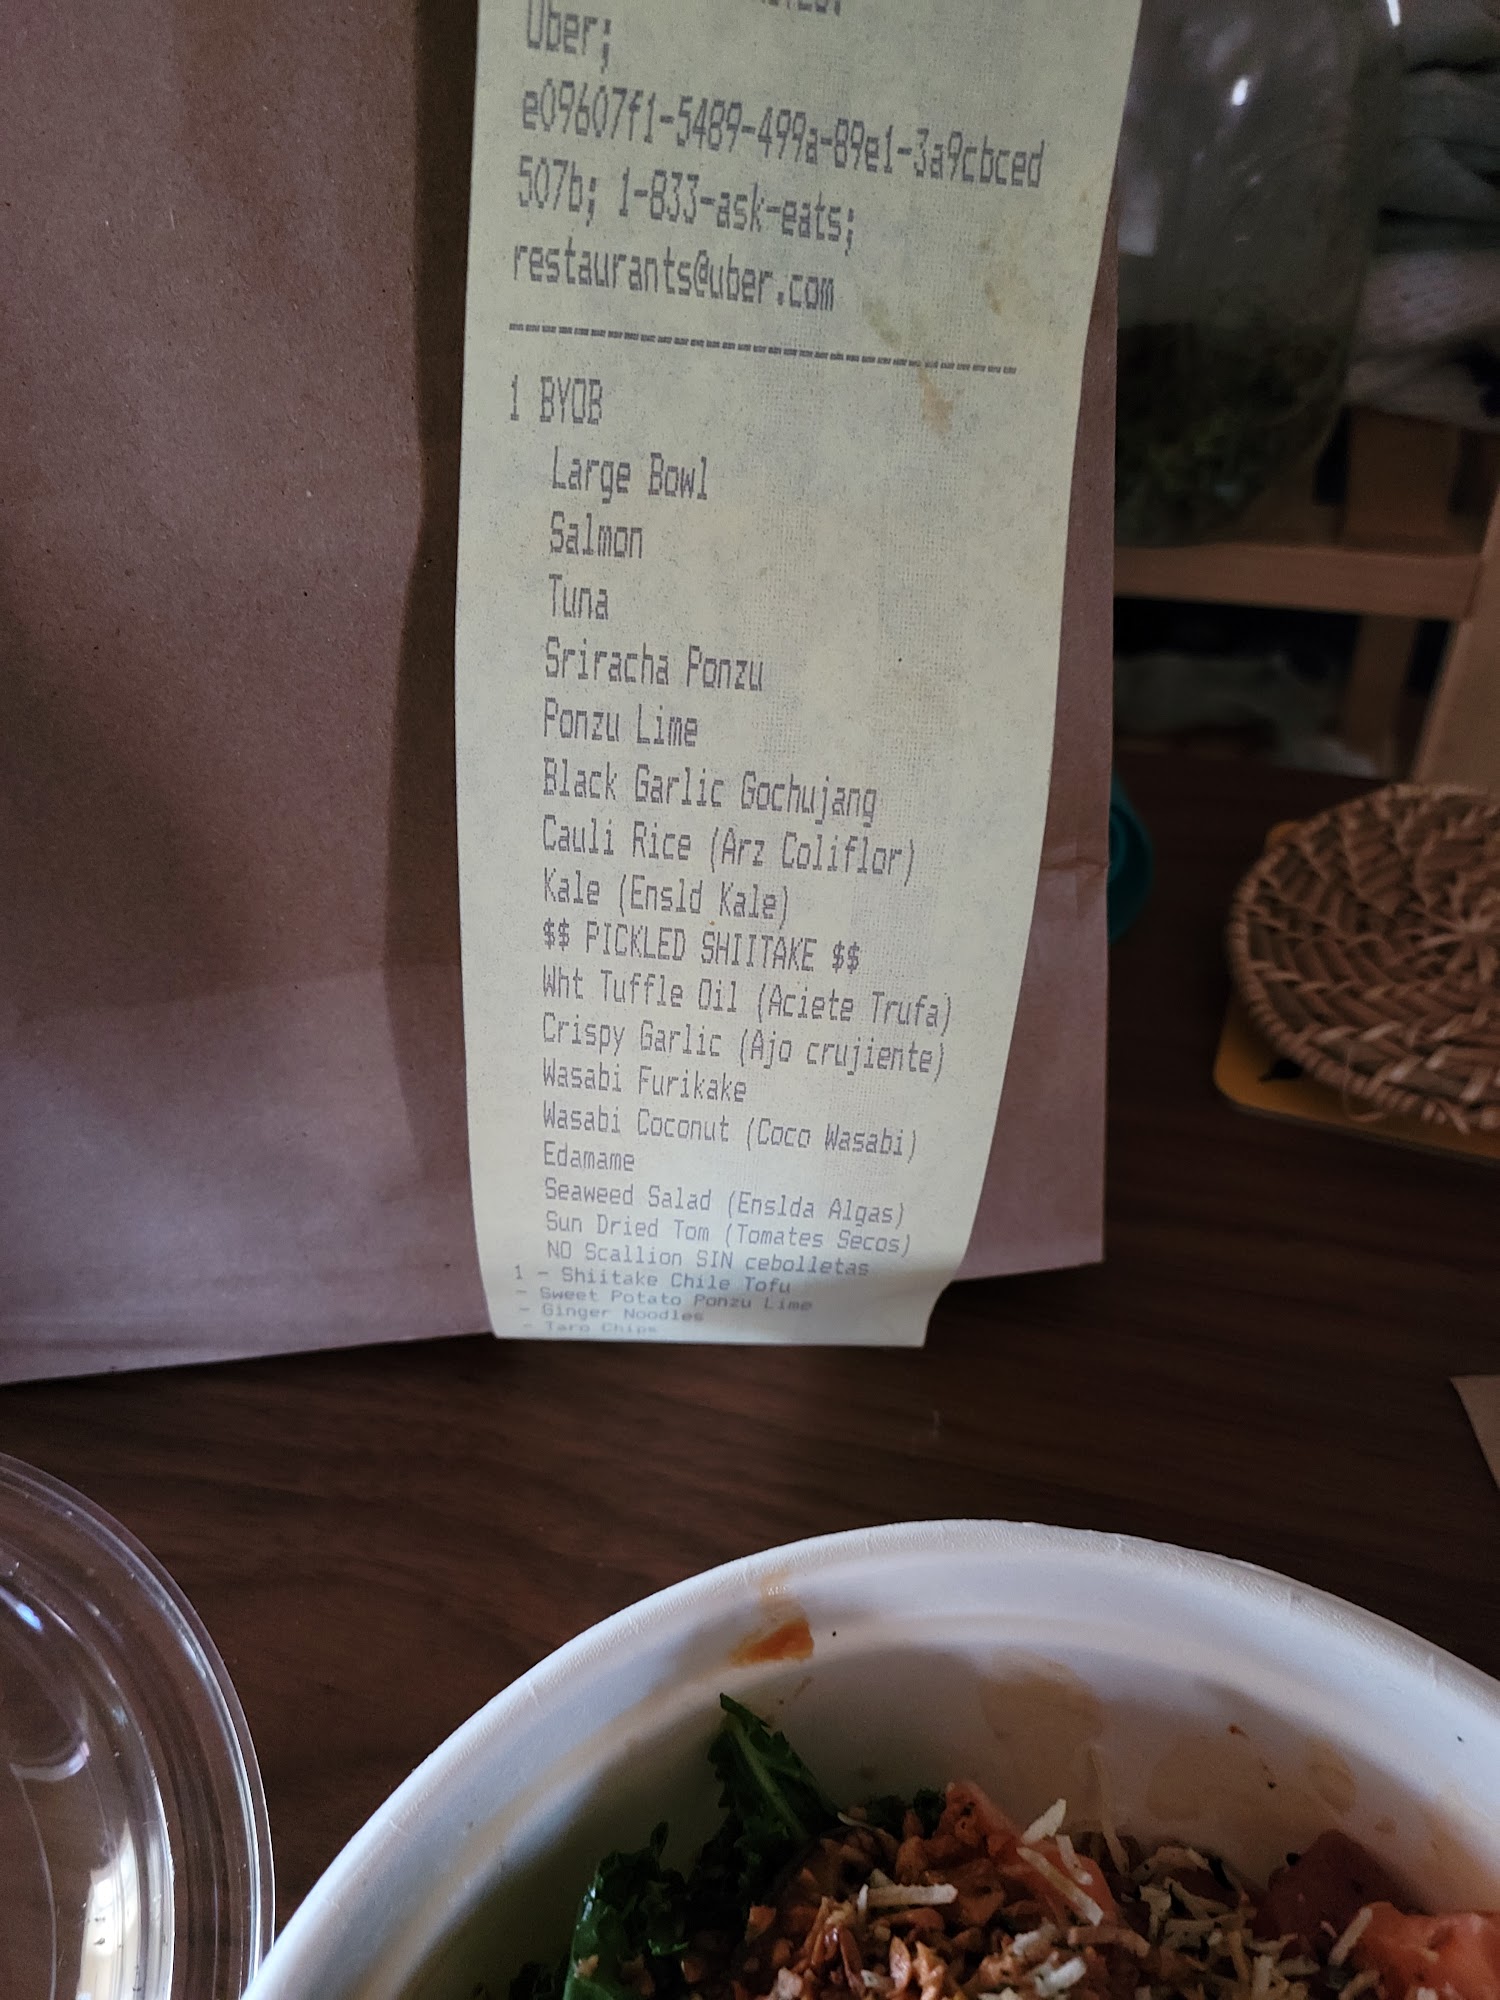 Uber;
e09607f1-5489-499a-89e1-3a9cbced
507b; 1-833-ask-eats;
restaurants@uber.com
--------------------------------
1 BYOB
Large Bowl
Salmon
Tuna
Sriracha Ponzu
Ponzu Lime
Black Garlic Gochujang
Cauli Rice (Arz Coliflor)
Kale (Ensld Kale)
$$ PICKLED SHIITAKE $$
Wht Tuffle Oil (Aciete Trufa)
Crispy Garlic (Ajo crujiente)
Wasabi Furikake
Wasabi Coconut (Coco Wasabi)
Edamame
Seaweed Salad (Enslda Algas)
Sun Dried Tom (Tomates Secos)
NO Scallion SIN cebolletas
1 - Shiitake Chile Tofu
- Sweet Potato Ponzu Lime
- Ginger Noodles
- Taro Chips